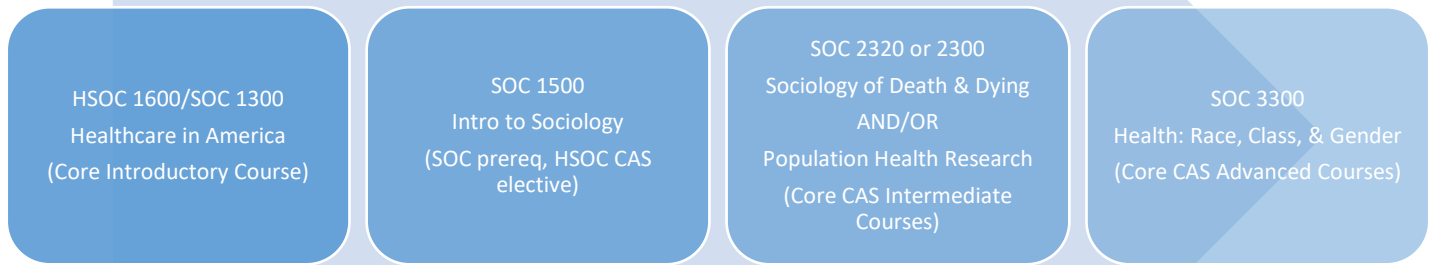 HSOC 1600/SOC 1300
Healthcare in America
(Core Introductory Course)
SOC 1500
Intro to Sociology
(SOC prereq, HSOC CAS
elective)
SOC 2320 or 2300
Sociology of Death & Dying
AND/OR
Population Health Research
(Core CAS Intermediate
Courses)
SOC 3300
Health: Race, Class, & Gender
(Core CAS Advanced Courses)